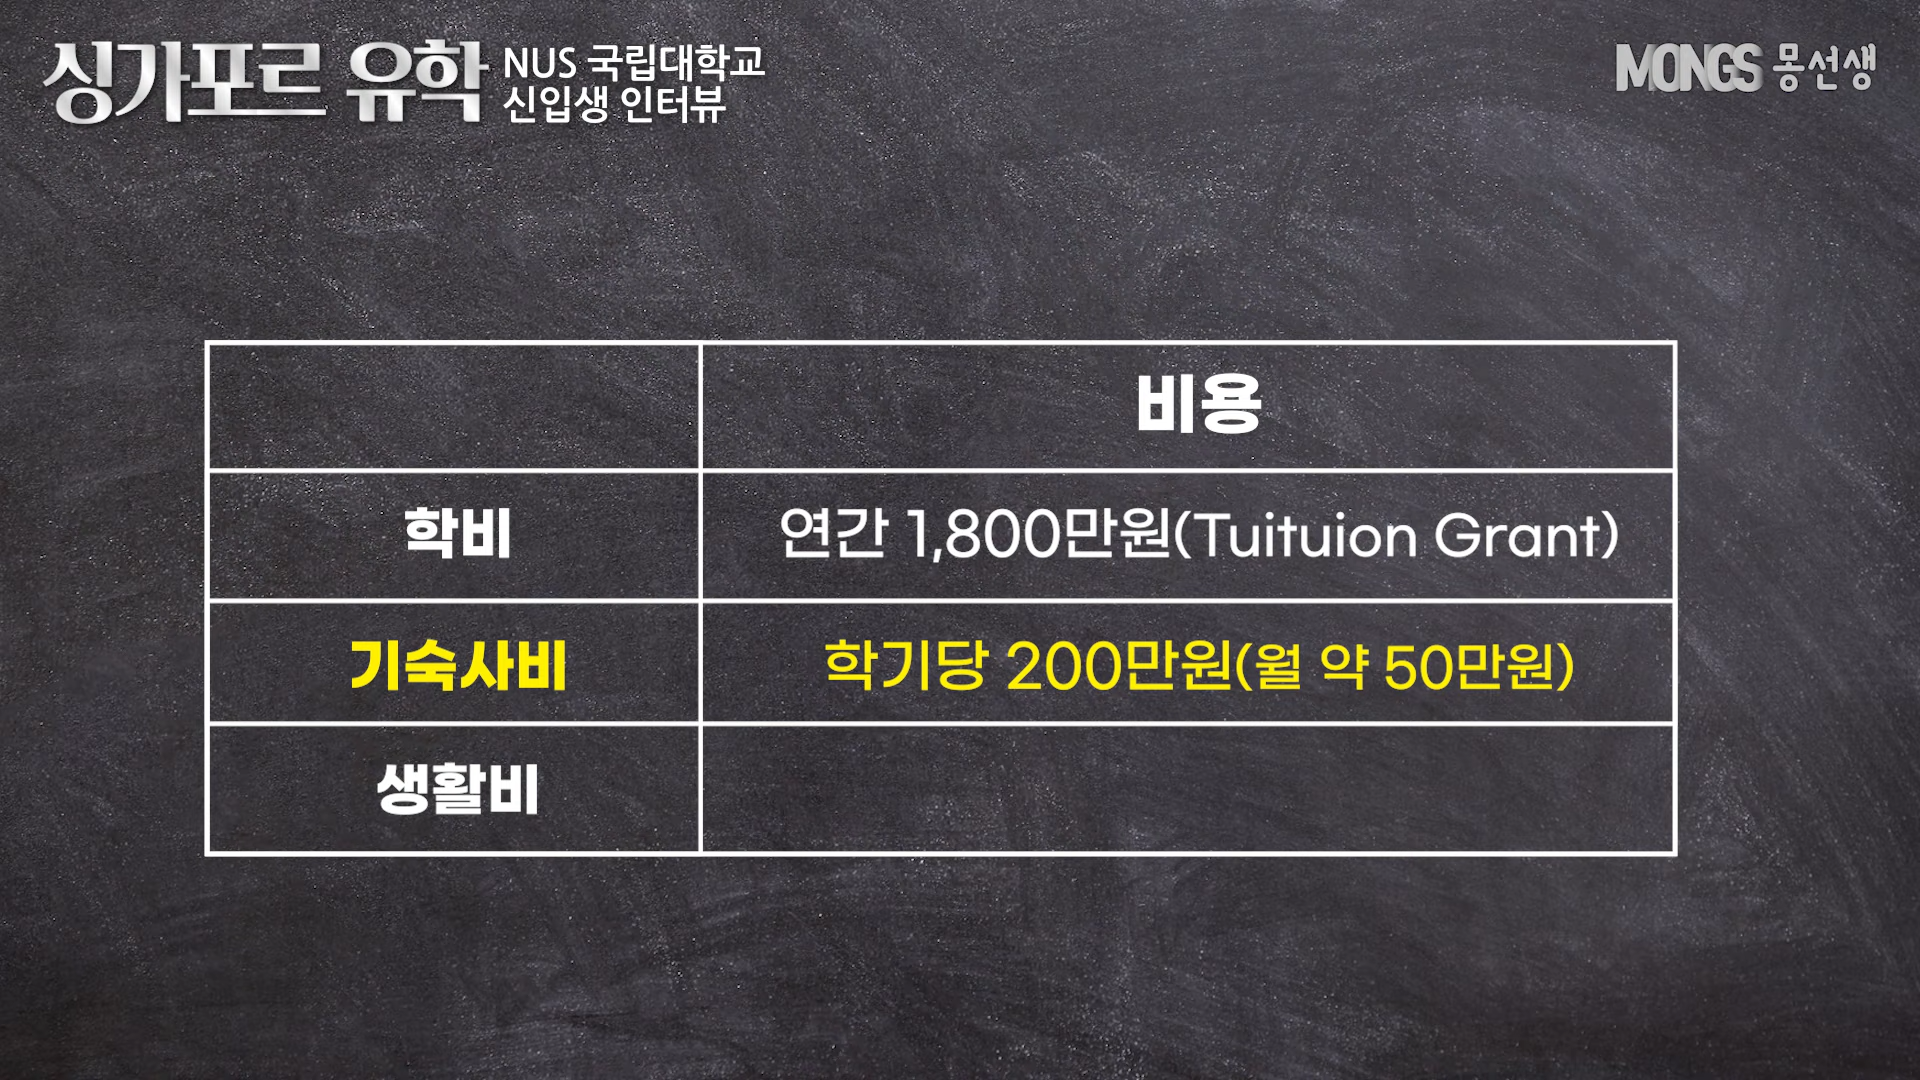 싱가포르 유학
NUS 국립대학교
신입생 인터뷰
MONGS 몽선생
비용
학비
연간 1,800만원(Tuituion Grant)
기숙사비
학기당 200만원(월 약 50만원)
생활비